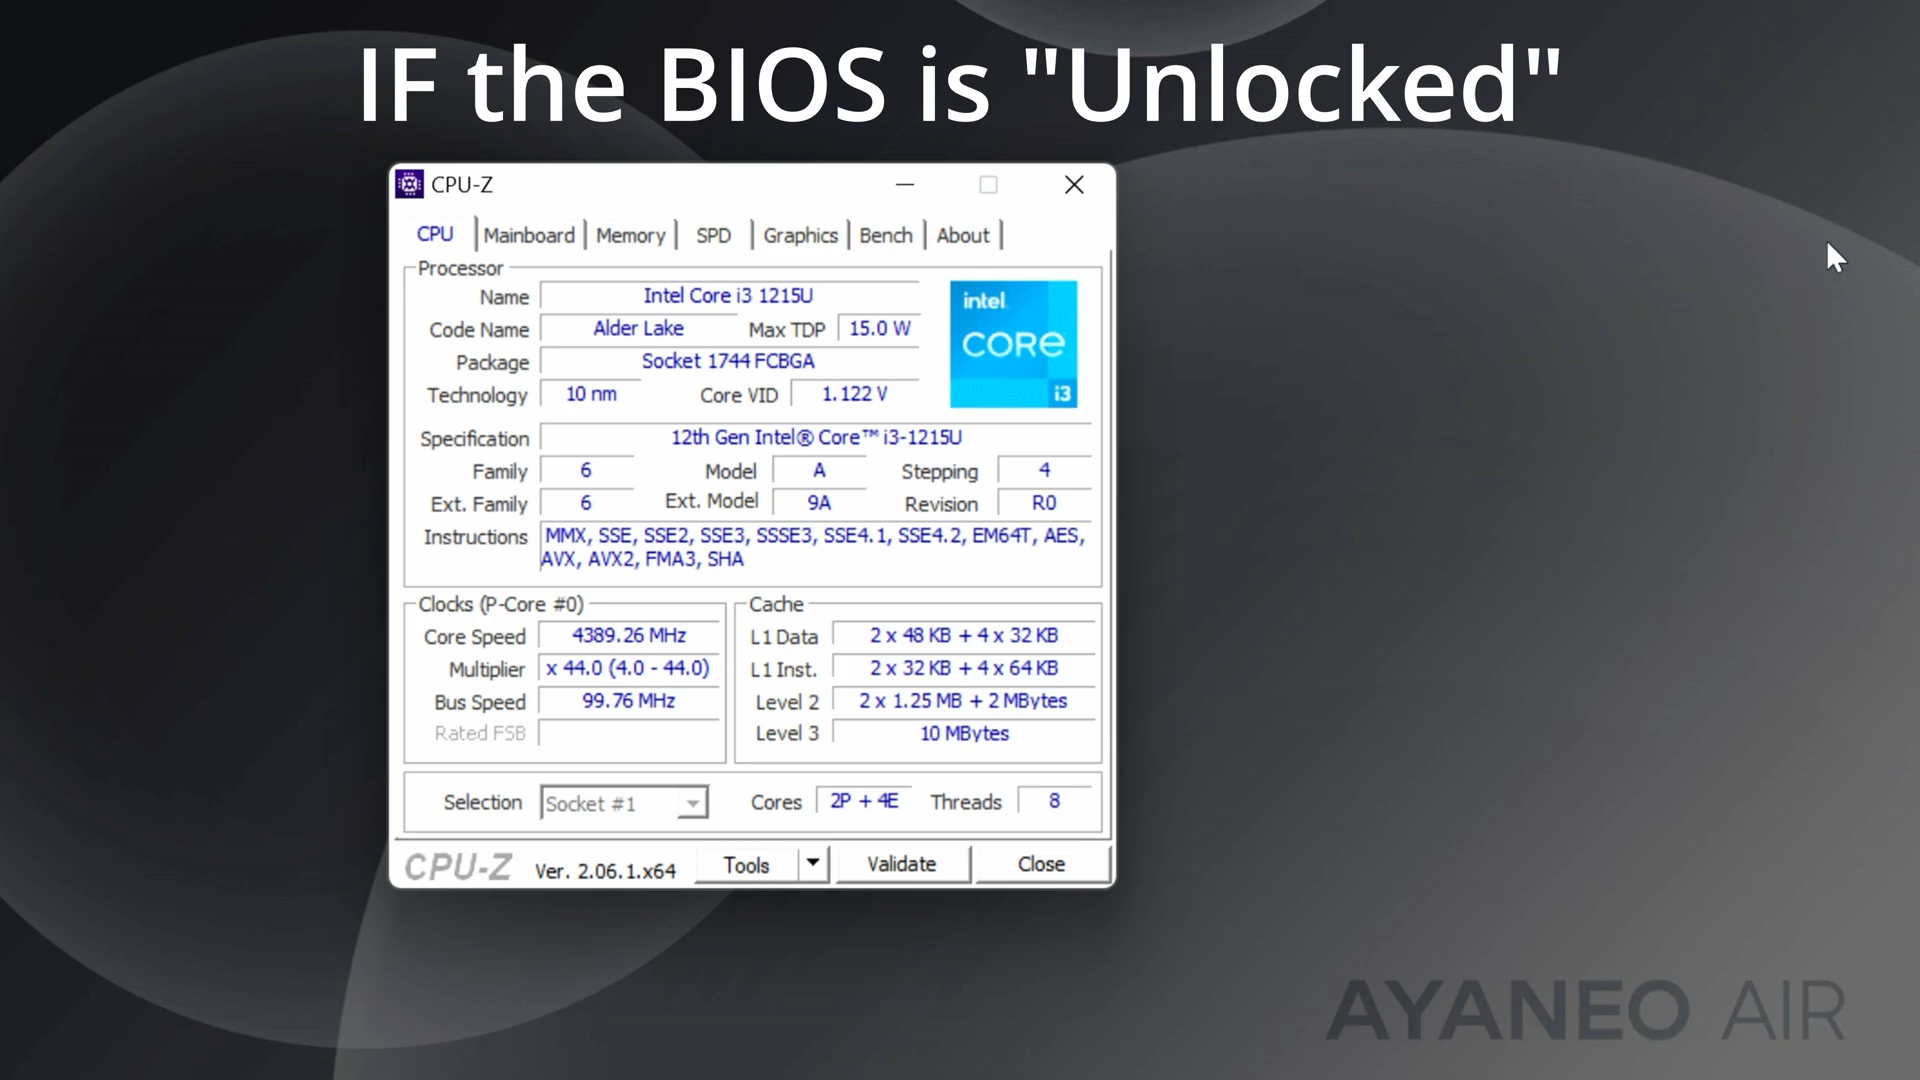 IF the BIOS is "Unlocked"
CPU-Z
CPU Mainboard Memory SPD Graphics Bench About
Processor
Name Intel Core i3 1215U
Code Name Alder Lake Max TDP 15.0 W
Package Socket 1744 FCBGA
Technology 10 nm Core VID 1.122 V
intel
CORE
i3
Specification 12th Gen Intel® Core™ i3-1215U
Family 6 Model A Stepping 4
Ext. Family 6 Ext. Model 9A Revision R0
Instructions MMX, SSE, SSE2, SSE3, SSSE3, SSE4.1, SSE4.2, EM64T, AES,
AVX, AVX2, FMA3, SHA
Clocks (P-Core #0)
Core Speed 4389.26 MHz
Multiplier x 44.0 (4.0 - 44.0)
Bus Speed 99.76 MHz
Rated FSB
Cache
L1 Data 2 x 48 KB + 4 x 32 KB
L1 Inst. 2 x 32 KB + 4 x 64 KB
Level 2 2 x 1.25 MB + 2 MBytes
Level 3 10 MBytes
Selection Socket #1 Cores 2P + 4E Threads 8
CPU-Z Ver. 2.06.1.x64 Tools Validate Close
AYANEO AIR